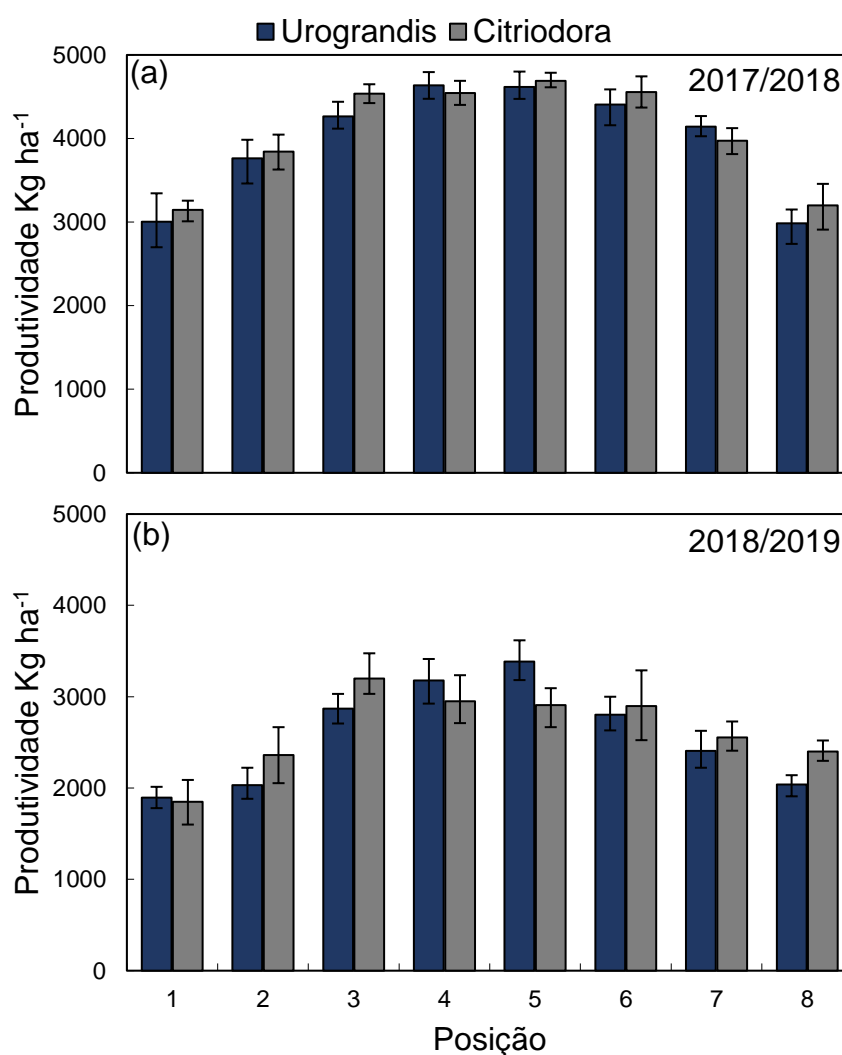 Urograndis Citriodora
(a) 2017/2018
Produtividade Kg ha-1
5000
4000
3000
2000
1000
0
(b) 2018/2019
Produtividade Kg ha-1
5000
4000
3000
2000
1000
0
1 2 3 4 5 6 7 8
Posição